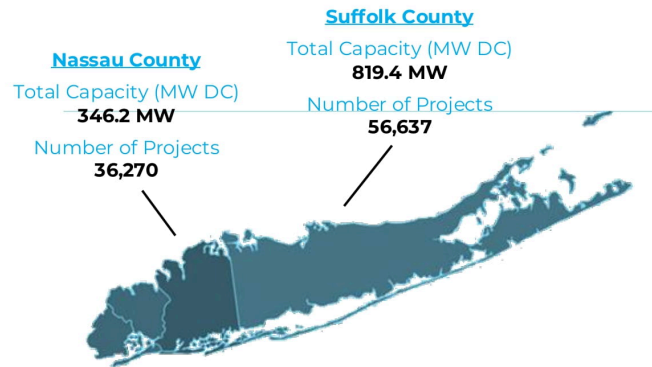 Nassau County
Total Capacity (MW DC)
346.2 MW
Number of Projects
36,270
Suffolk County
Total Capacity (MW DC)
819.4 MW
Number of Projects
56,637